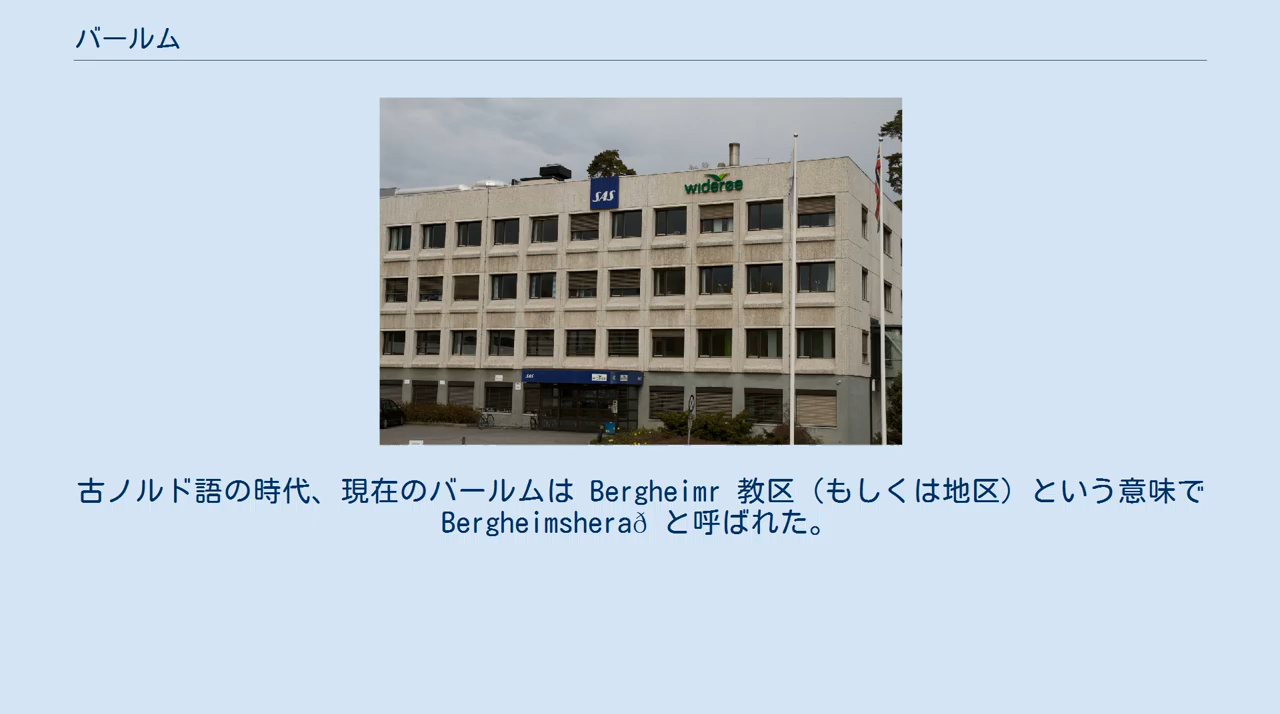 バールム
SAS
widerøe
SAS
古ノルド語の時代、現在のバールムは Bergheimr 教区（もしくは地区）という意味で
Bergheimsherað と呼ばれた。